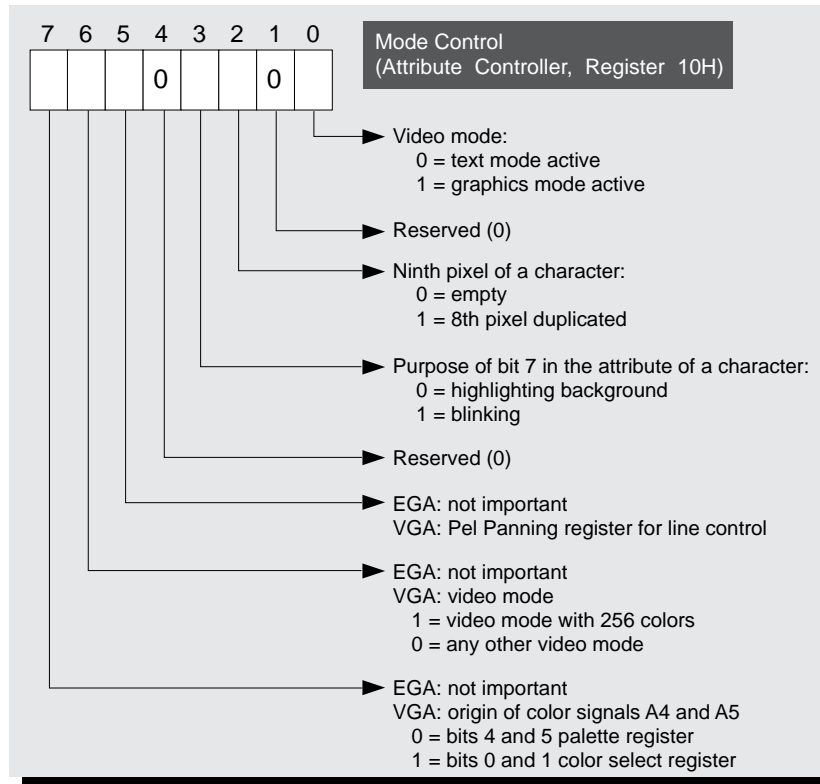 7 6 5 4 3 2 1 0
0 0
Mode Control
(Attribute Controller, Register 10H)
Video mode:
0 = text mode active
1 = graphics mode active
Reserved (0)
Ninth pixel of a character:
0 = empty
1 = 8th pixel duplicated
Purpose of bit 7 in the attribute of a character:
0 = highlighting background
1 = blinking
Reserved (0)
EGA: not important
VGA: Pel Panning register for line control
EGA: not important
VGA: video mode
1 = video mode with 256 colors
0 = any other video mode
EGA: not important
VGA: origin of color signals A4 and A5
0 = bits 4 and 5 palette register
1 = bits 0 and 1 color select register